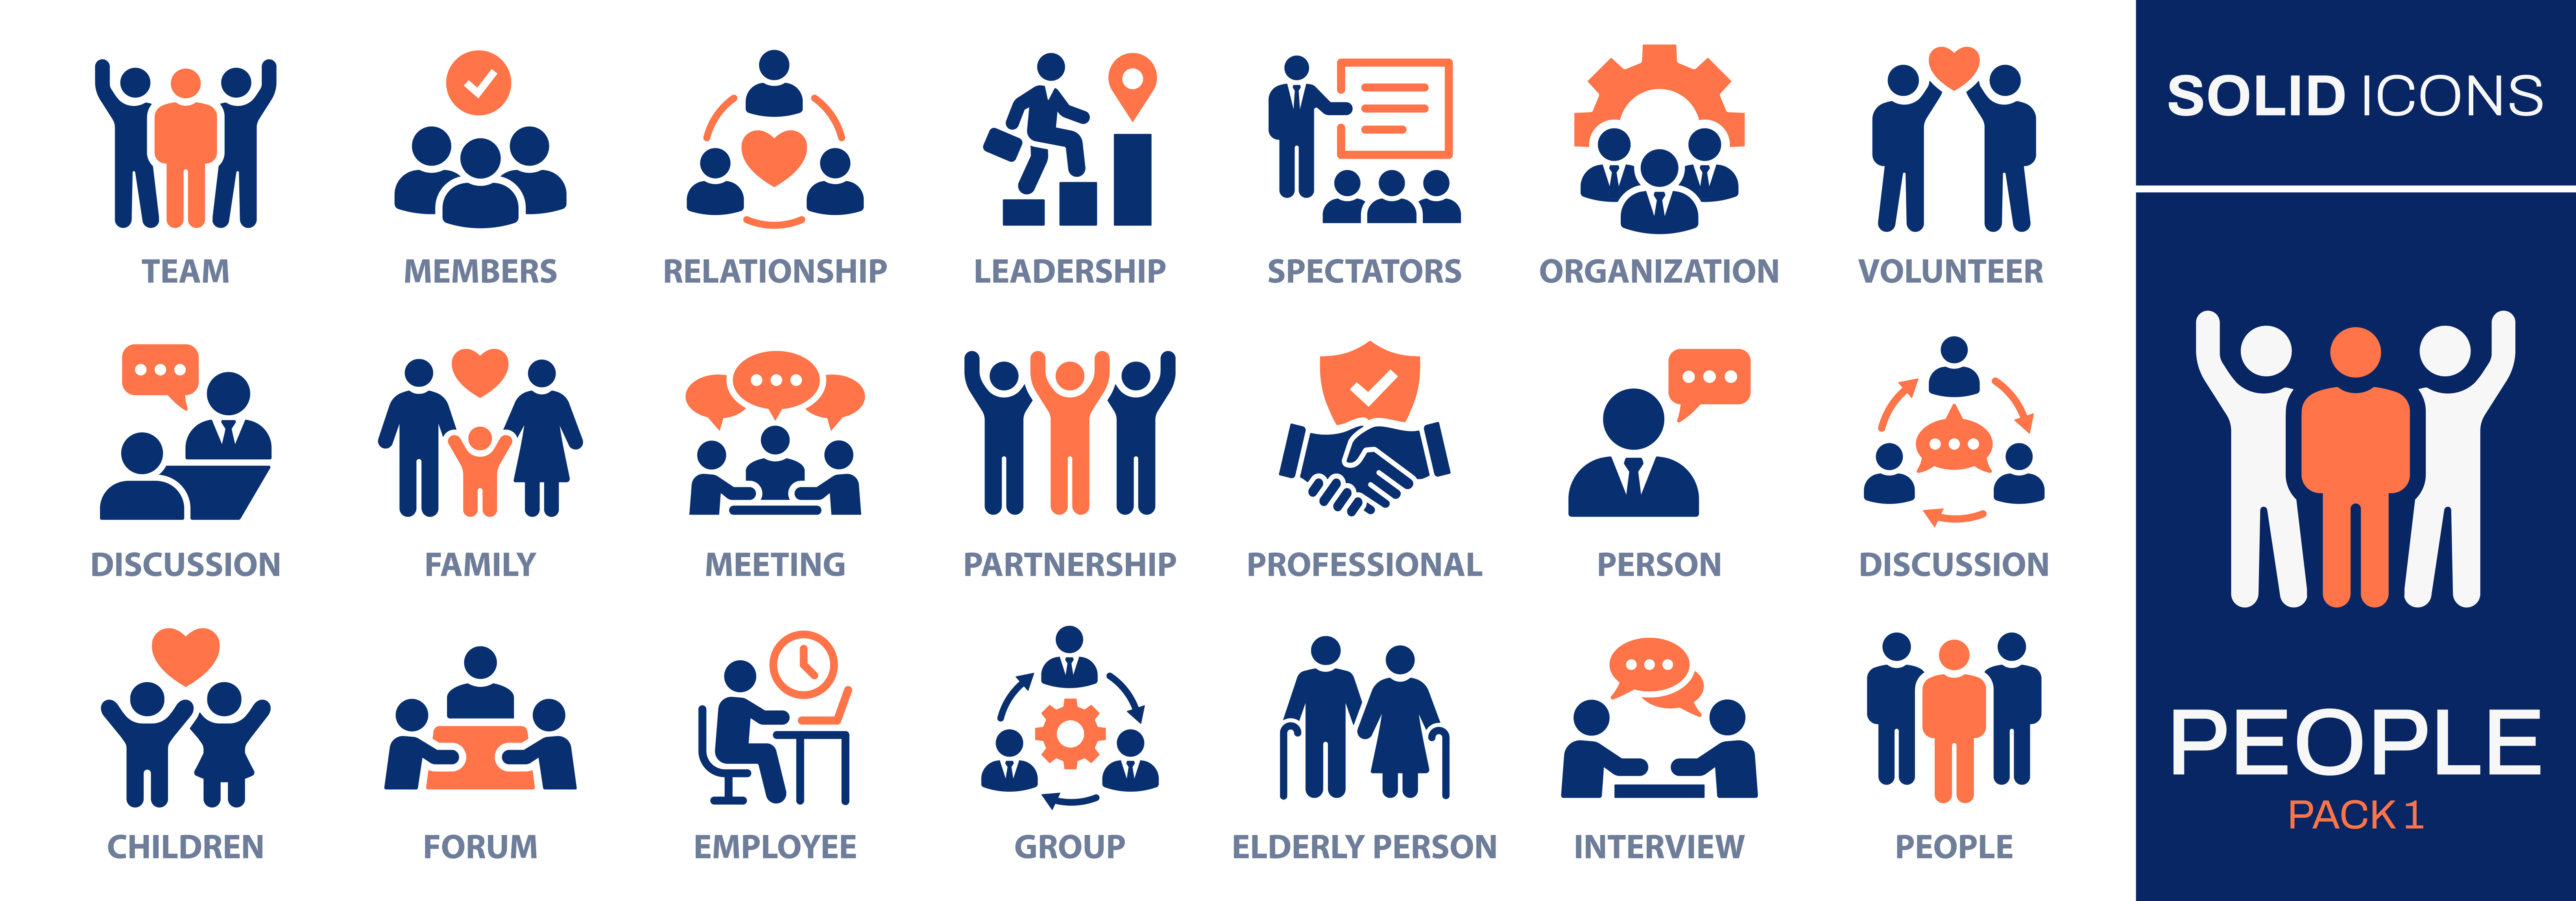 TEAM MEMBERS RELATIONSHIP LEADERSHIP SPECTATORS ORGANIZATION VOLUNTEER
DISCUSSION FAMILY MEETING PARTNERSHIP PROFESSIONAL PERSON DISCUSSION
CHILDREN FORUM EMPLOYEE GROUP ELDERLY PERSON INTERVIEW PEOPLE
SOLID ICONS
PEOPLE
PACK 1